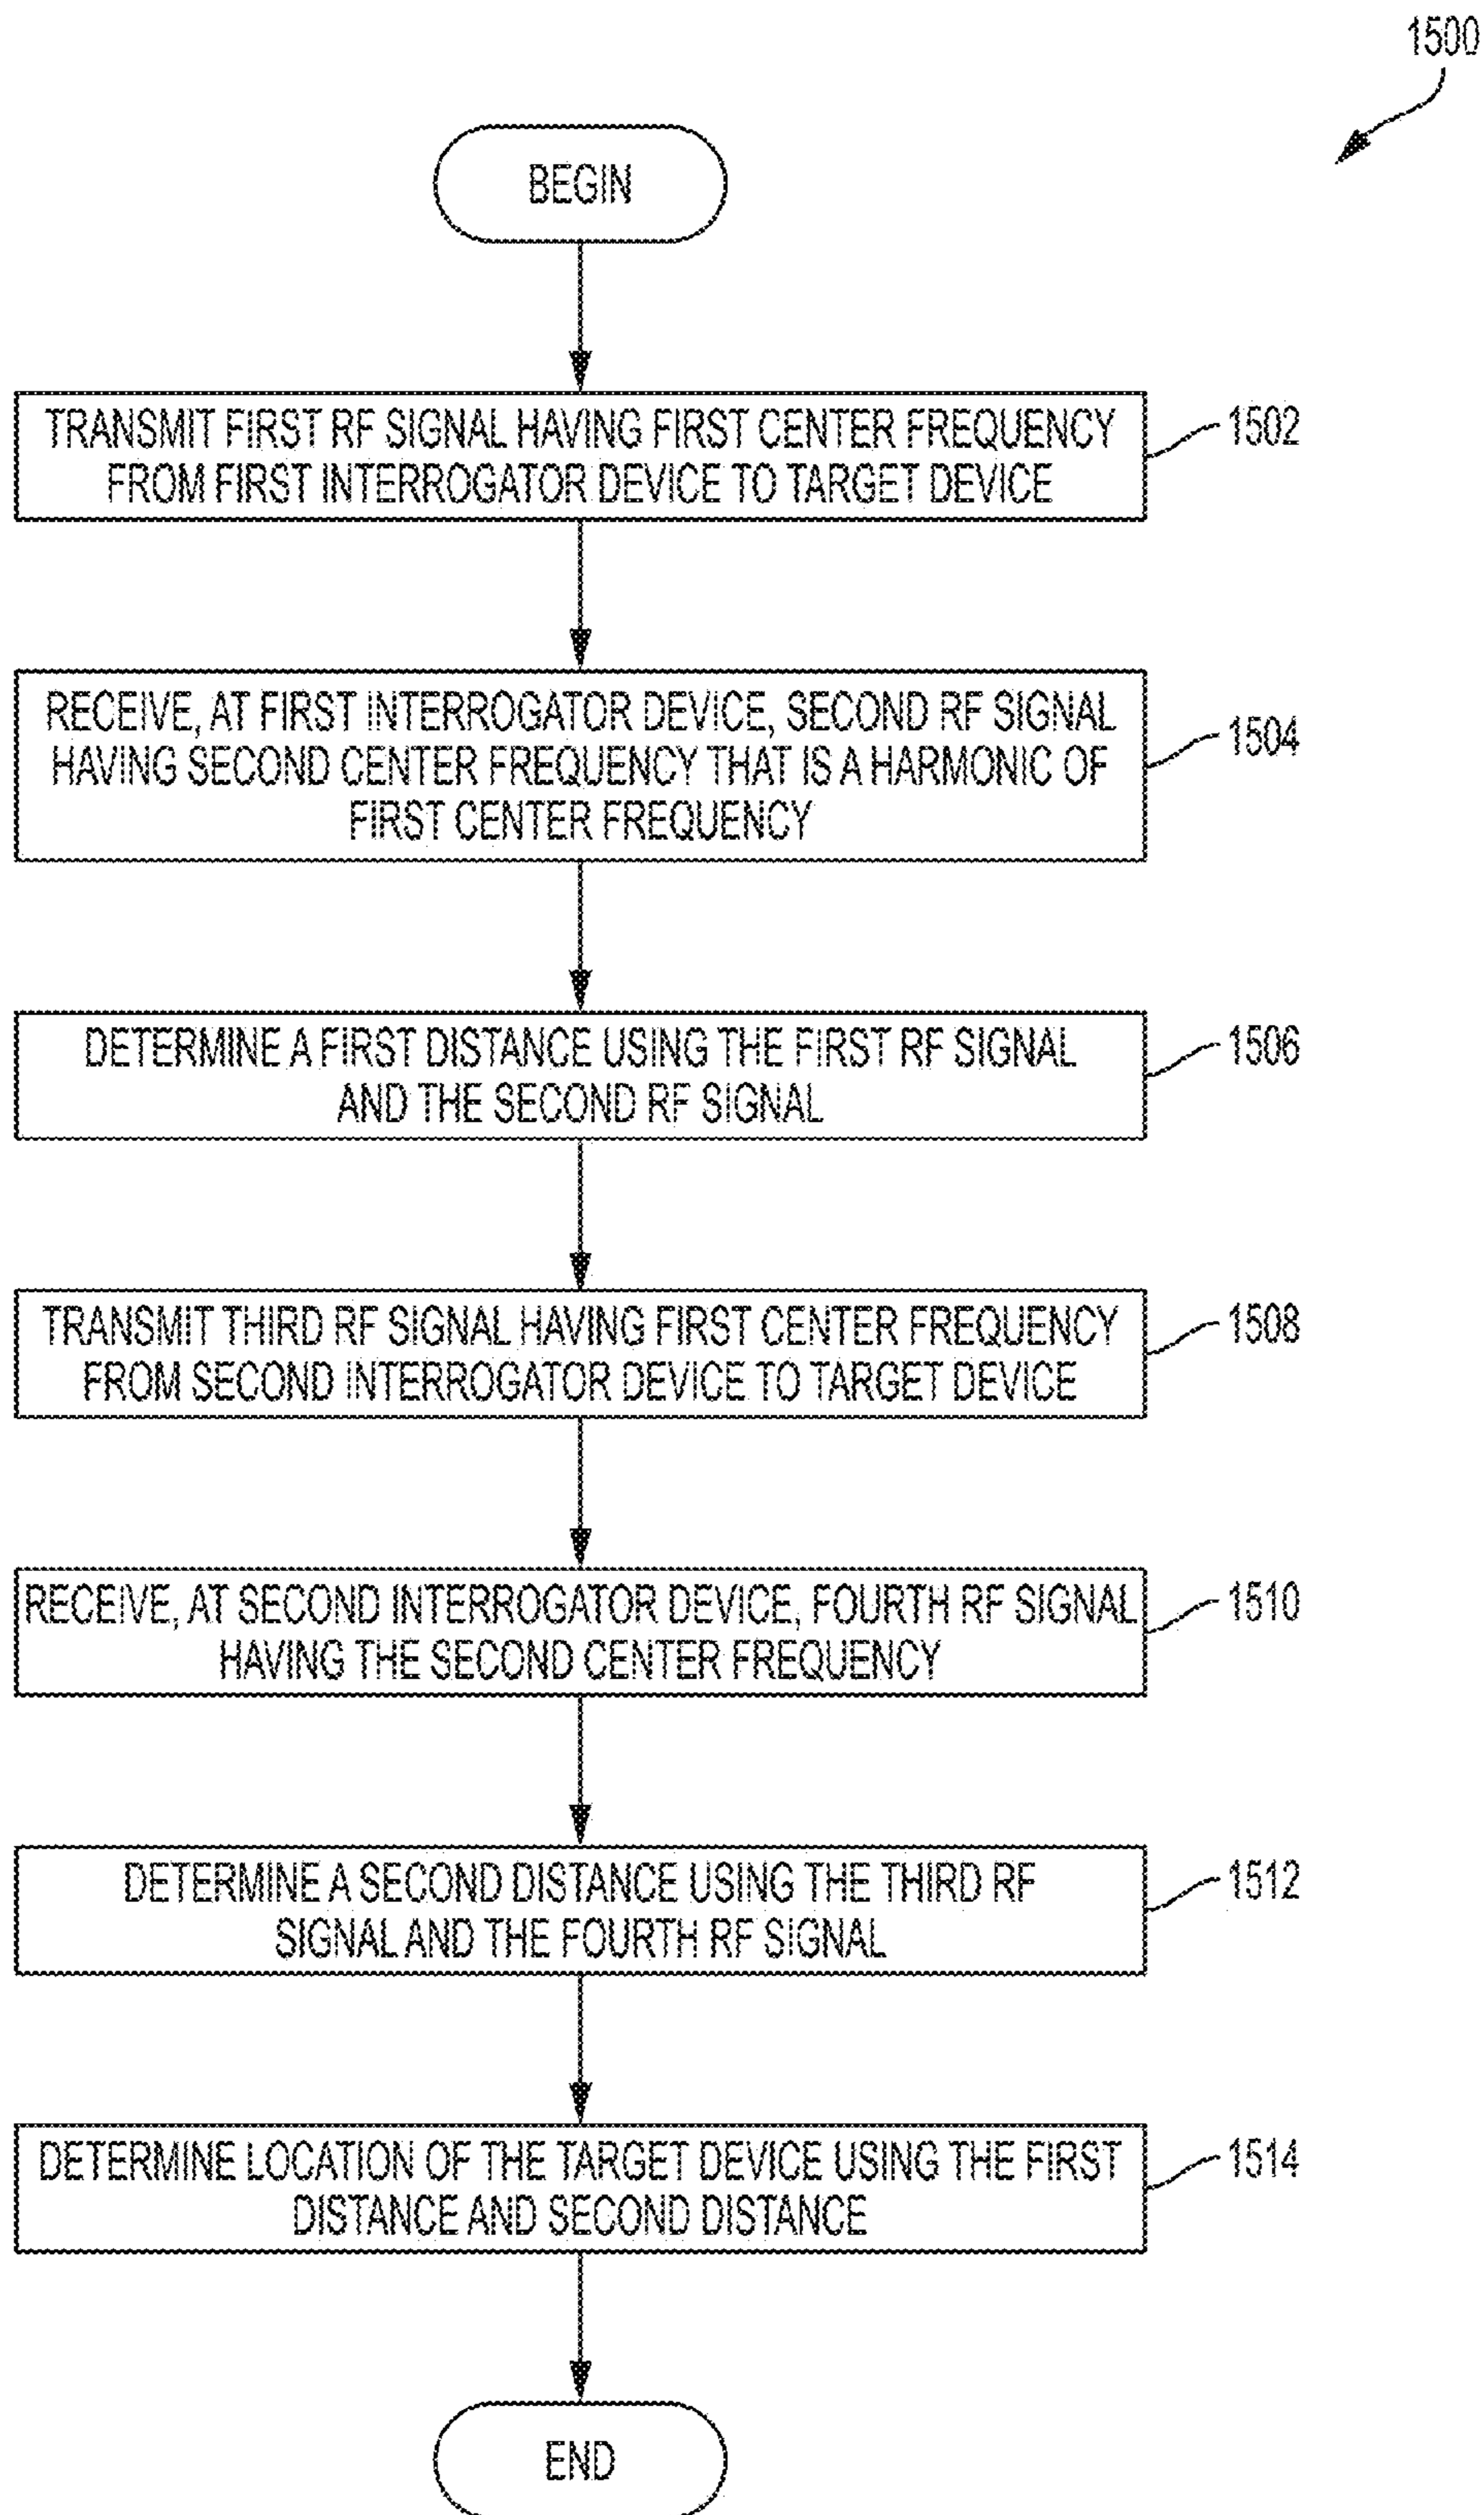 1500
BEGIN
TRANSMIT FIRST RF SIGNAL HAVING FIRST CENTER FREQUENCY
FROM FIRST INTERROGATOR DEVICE TO TARGET DEVICE
1502
RECEIVE, AT FIRST INTERROGATOR DEVICE, SECOND RF SIGNAL
HAVING SECOND CENTER FREQUENCY THAT IS A HARMONIC OF
FIRST CENTER FREQUENCY
1504
DETERMINE A FIRST DISTANCE USING THE FIRST RF SIGNAL
AND THE SECOND RF SIGNAL
1506
TRANSMIT THIRD RF SIGNAL HAVING FIRST CENTER FREQUENCY
FROM SECOND INTERROGATOR DEVICE TO TARGET DEVICE
1508
RECEIVE, AT SECOND INTERROGATOR DEVICE, FOURTH RF SIGNAL
HAVING THE SECOND CENTER FREQUENCY
1510
DETERMINE A SECOND DISTANCE USING THE THIRD RF
SIGNAL AND THE FOURTH RF SIGNAL
1512
DETERMINE LOCATION OF THE TARGET DEVICE USING THE FIRST
DISTANCE AND SECOND DISTANCE
1514
END